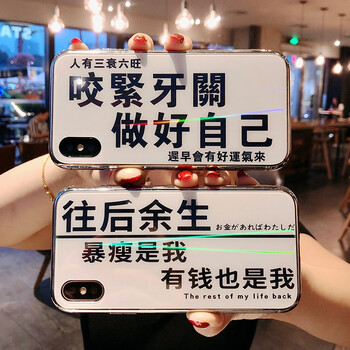 人有三衰六旺
咬緊牙關
做好自己
遲早會有好運氣來
往后余生
お金があればわたしだ
暴瘦是我
有钱也是我
The rest of my life back